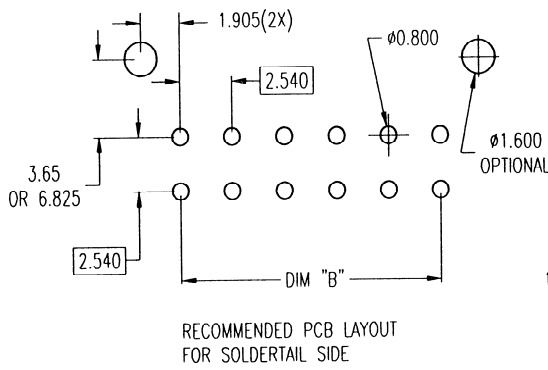 1.905(2X)
ø0.800
2.540
ø1.600
OPTIONAL
3.65
OR 6.825
2.540
DIM "B"
RECOMMENDED PCB LAYOUT
FOR SOLDERTAIL SIDE